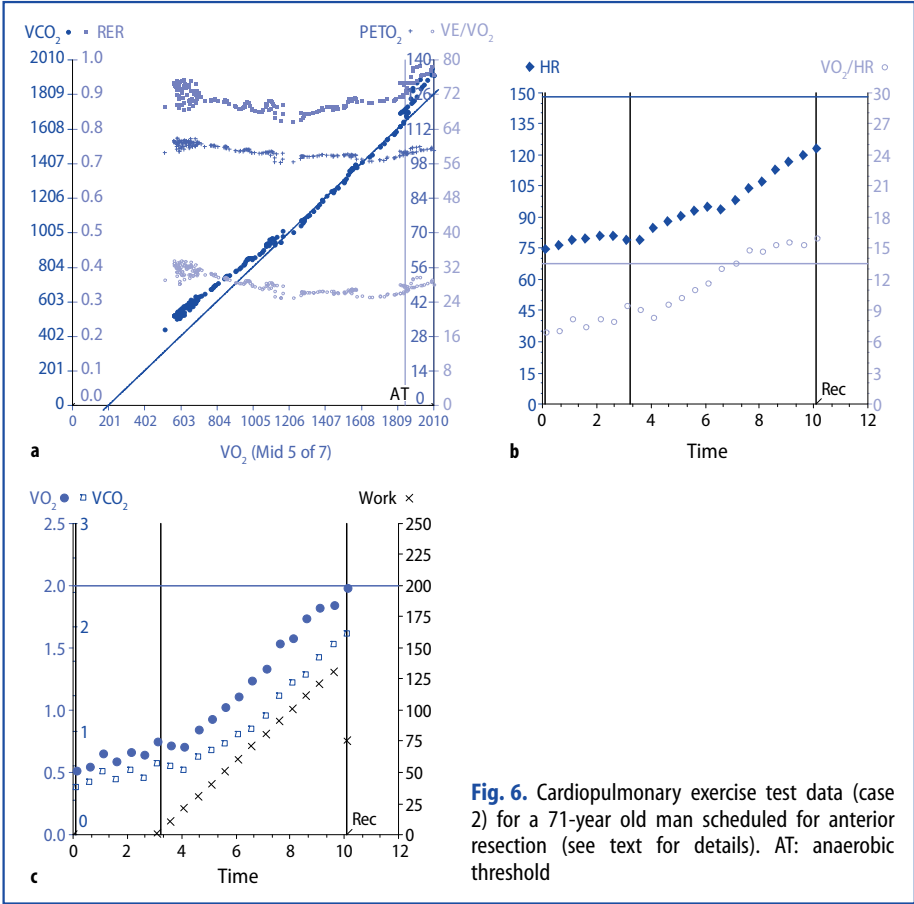 VCO2 RER PETO2 VE/VO2
2010 1.0 140 80
1809 0.9 126 72
1608 0.8 112 64
1407 0.7 98 56
1206 0.6 84 48
1005 0.5 70 40
804 0.4 56 32
603 0.3 42 24
402 0.2 28 16
201 0.1 14 8
0 0.0 AT 0 0
0 201 402 603 804 1005 1206 1407 1608 1809 2010
a VO2 (Mid 5 of 7)
HR VO2/HR
150 30
135 27
120 24
105 21
90 18
75 15
60 12
45 9
30 6
15 3
Rec
0 0
0 2 4 6 8 10 12
b Time
VO2 VCO2 Work
2.5 3 250
225
2.0 200
2 175
1.5 150
125
1.0 1 100
75
0.5 50
25
0.0 0 Rec 0
0 2 4 6 8 10 12
c Time
Fig. 6. Cardiopulmonary exercise test data (case
2) for a 71-year old man scheduled for anterior
resection (see text for details). AT: anaerobic
threshold